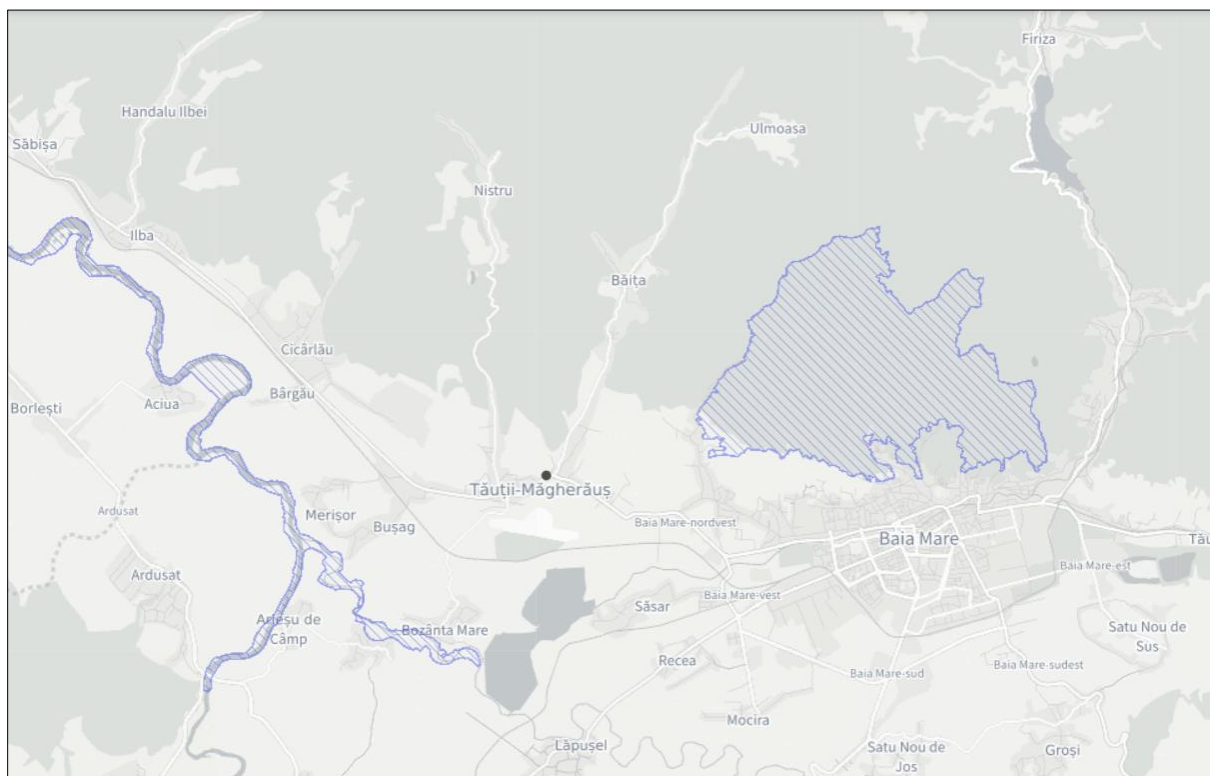 Firiza
Handalu Ilbei
Ulmoasa
Săbișa
Nistru
Ilba
Băița
Cicârlău
Bârgău
Aciua
Borlești
Tăuții-Măgherăuș
Ardusat
Merișor
Bușag
Baia Mare-nordvest
Baia Mare
Tău
Baia Mare-est
Ardusat
Baia Mare-vest
Săsar
Arieșu de
Câmp
Bozânta Mare
Satu Nou de
Sus
Recea
Baia Mare-sud
Baia Mare-sudest
Mocira
Lăpușel
Satu Nou de
Jos
Groși